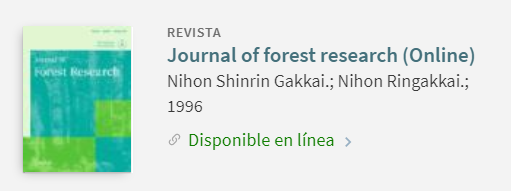 REVISTA
Journal of forest research (Online)
Nihon Shinrin Gakkai.; Nihon Ringakkai.;
1996
Disponible en línea
Journal of
Forest Research